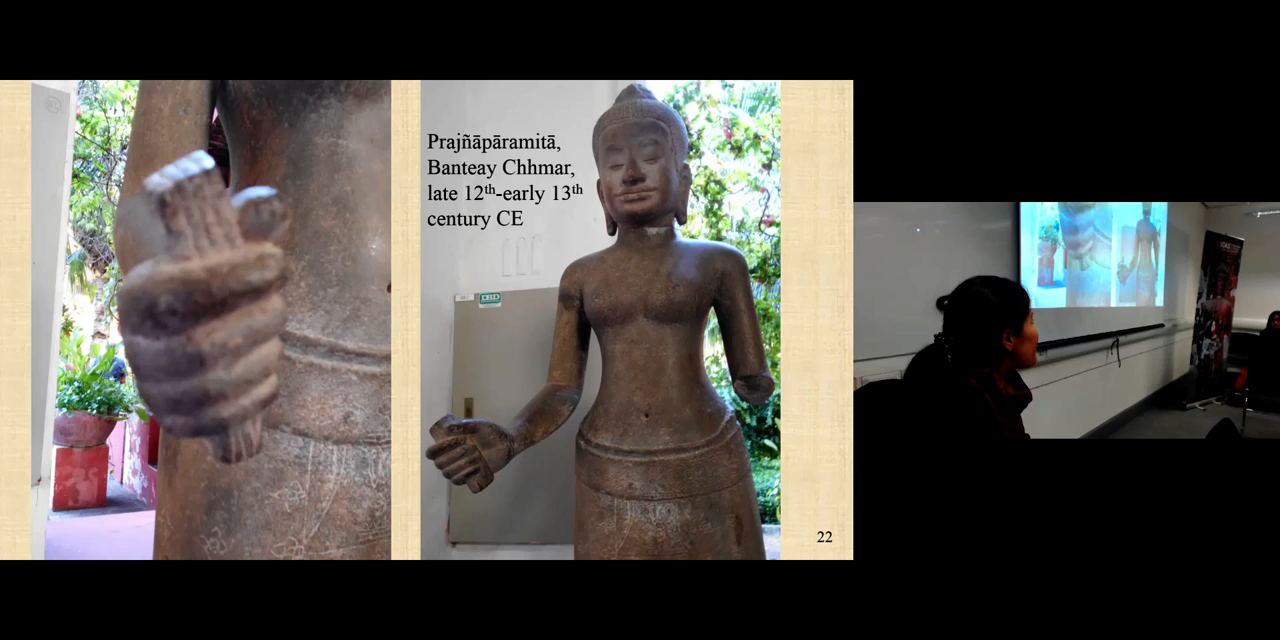 Prajñāpāramitā,
Banteay Chhmar,
late 12th-early 13th
century CE
22